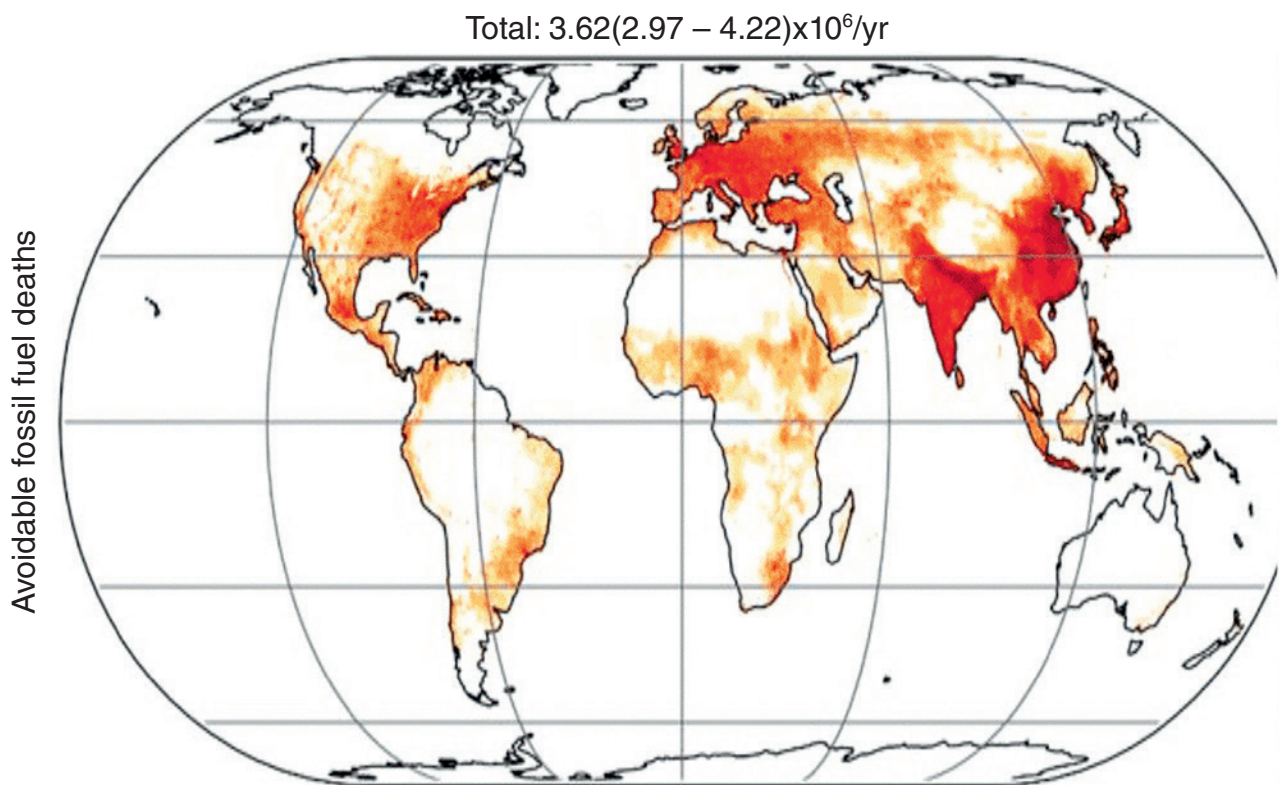 Total: 3.62(2.97 – 4.22)x10⁶/yr
Avoidable fossil fuel deaths